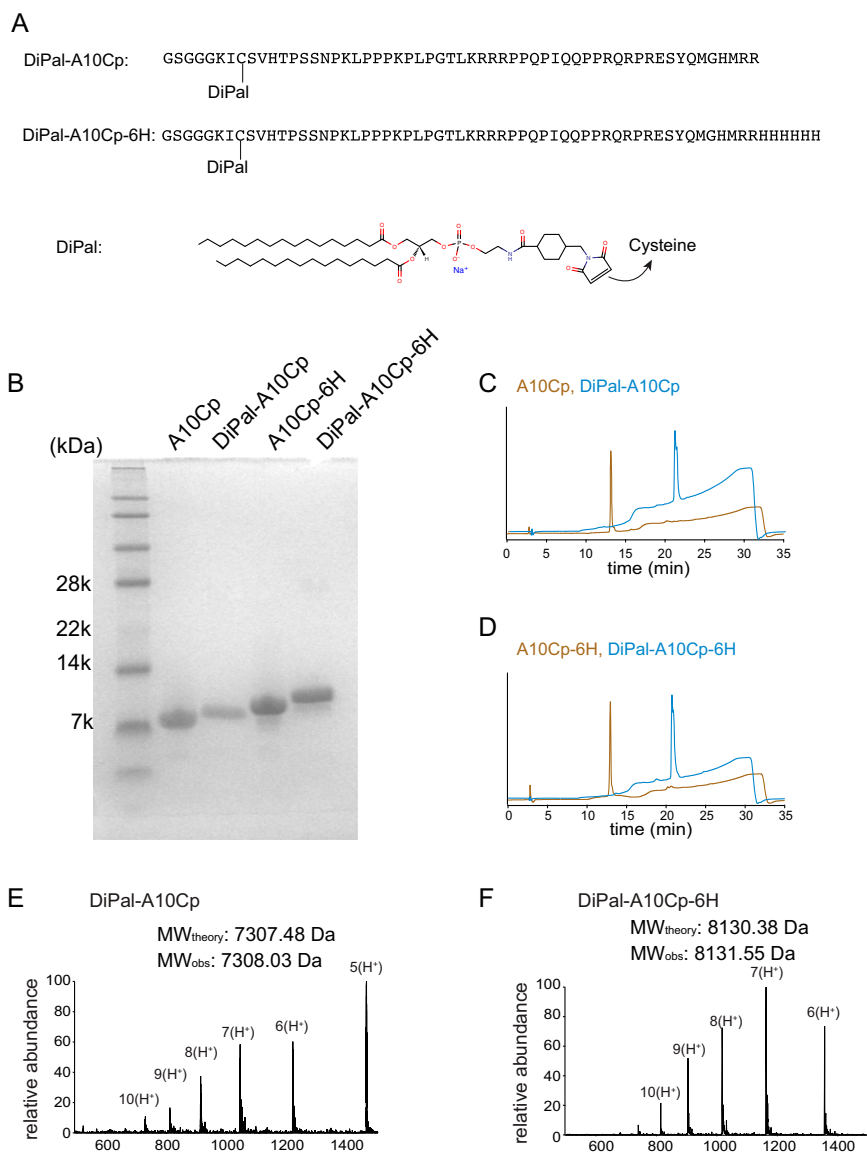 A
DiPal-A10Cp: GSGGGKICSVHTPSSNPKLPPPKPLPGTLKRRRPPQPIQQPPRQRPRESYQMGHMRR
DiPal
DiPal-A10Cp-6H: GSGGGKICSVHTPSSNPKLPPPKPLPGTLKRRRPPQPIQQPPRQRPRESYQMGHMRRHHHHHH
DiPal
DiPal:
O O O P O O N H O N O O O O H O⁻ Na⁺
Cysteine
B
(kDa)
A10Cp
DiPal-A10Cp
A10Cp-6H
DiPal-A10Cp-6H
28k
22k
14k
7k
C
A10Cp, DiPal-A10Cp
0 5 10 15 20 25 30 35
time (min)
D
A10Cp-6H, DiPal-A10Cp-6H
0 5 10 15 20 25 30 35
time (min)
E
DiPal-A10Cp
MWtheory: 7307.48 Da
MWobs: 7308.03 Da
relative abundance
100
80
60
40
20
0
10(H⁺)
9(H⁺)
8(H⁺)
7(H⁺)
6(H⁺)
5(H⁺)
600 800 1000 1200 1400
F
DiPal-A10Cp-6H
MWtheory: 8130.38 Da
MWobs: 8131.55 Da
relative abundance
100
80
60
40
20
0
10(H⁺)
9(H⁺)
8(H⁺)
7(H⁺)
6(H⁺)
600 800 1000 1200 1400